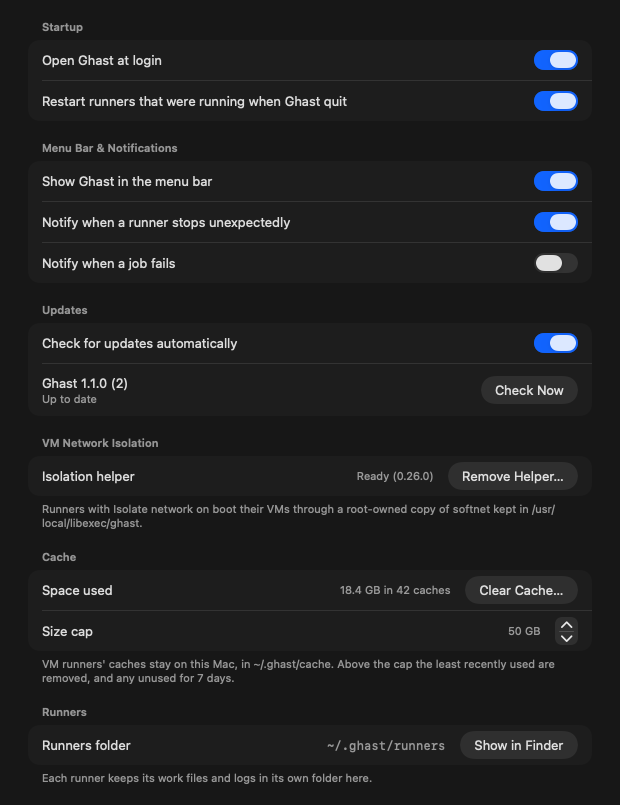 Startup
Open Ghast at login
Restart runners that were running when Ghast quit
Menu Bar & Notifications
Show Ghast in the menu bar
Notify when a runner stops unexpectedly
Notify when a job fails
Updates
Check for updates automatically
Ghast 1.1.0 (2)
Up to date
Check Now
VM Network Isolation
Isolation helper
Ready (0.26.0)
Remove Helper...
Runners with Isolate network on boot their VMs through a root-owned copy of softnet kept in /usr/
local/libexec/ghast.
Cache
Space used
18.4 GB in 42 caches
Clear Cache...
Size cap
50 GB
VM runners' caches stay on this Mac, in ~/.ghast/cache. Above the cap the least recently used are
removed, and any unused for 7 days.
Runners
Runners folder
~/.ghast/runners
Show in Finder
Each runner keeps its work files and logs in its own folder here.